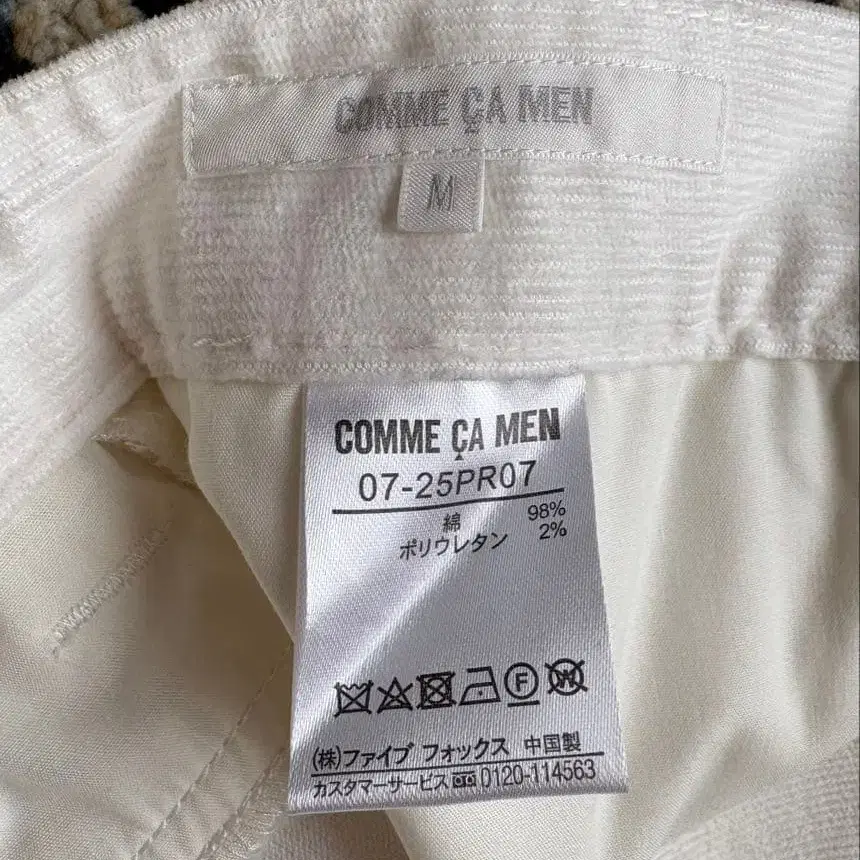 COMME ÇA MEN
M
COMME ÇA MEN
07-25PR07
綿 98%
ポリウレタン 2%
F W
(株)ファイブ フォックス 中国製
カスタマーサービス 0120-114563